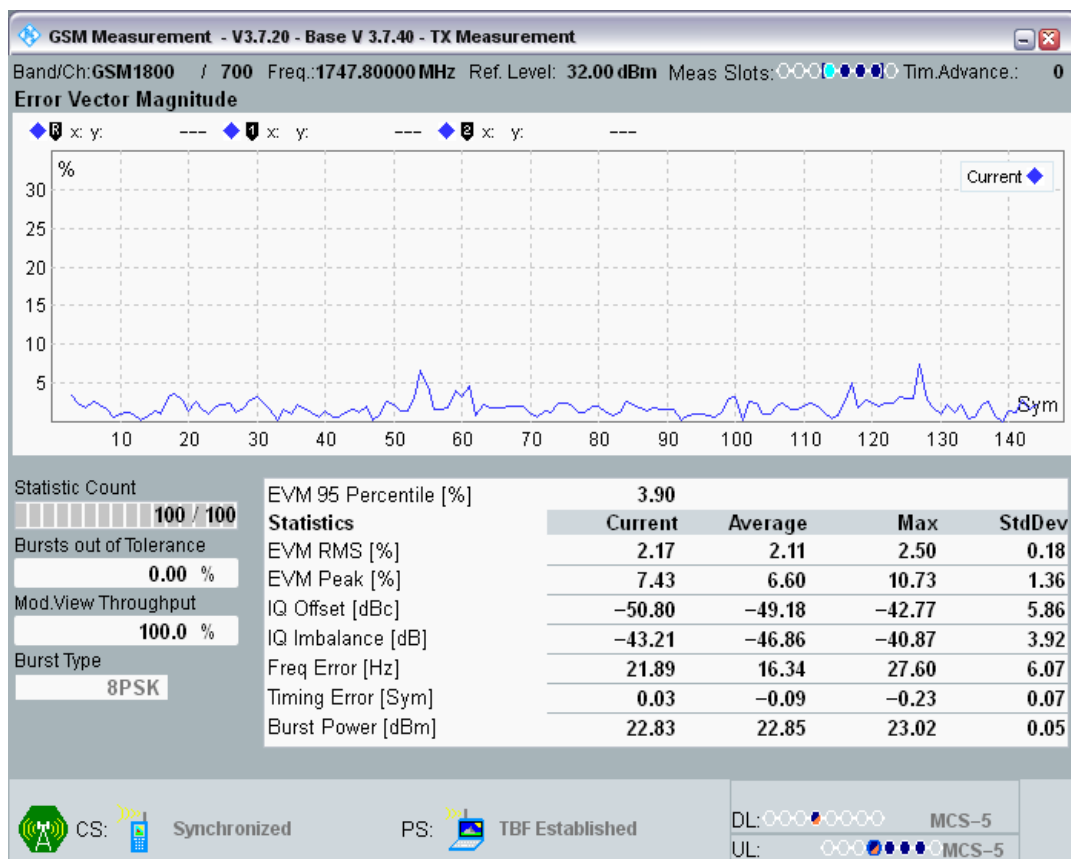 GSM Measurement - V3.7.20 - Base V 3.7.40 - TX Measurement
Band/Ch:GSM1800 / 700 Freq.:1747.80000 MHz Ref. Level: 32.00 dBm Meas Slots: Tim.Advance.: 0
Error Vector Magnitude
R x: y: --- 1 x: y: --- 2 x: y: ---
%
Current
30
25
20
15
10
5
Sym
10 20 30 40 50 60 70 80 90 100 110 120 130 140
Statistic Count
100 / 100
Bursts out of Tolerance
0.00 %
Mod.View Throughput
100.0 %
Burst Type
8PSK
EVM 95 Percentile [%] 3.90
Statistics Current Average Max StdDev
EVM RMS [%] 2.17 2.11 2.50 0.18
EVM Peak [%] 7.43 6.60 10.73 1.36
IQ Offset [dBc] −50.80 −49.18 −42.77 5.86
IQ Imbalance [dB] −43.21 −46.86 −40.87 3.92
Freq Error [Hz] 21.89 16.34 27.60 6.07
Timing Error [Sym] 0.03 −0.09 −0.23 0.07
Burst Power [dBm] 22.83 22.85 23.02 0.05
CS: Synchronized PS: TBF Established
DL: MCS−5
UL: MCS−5